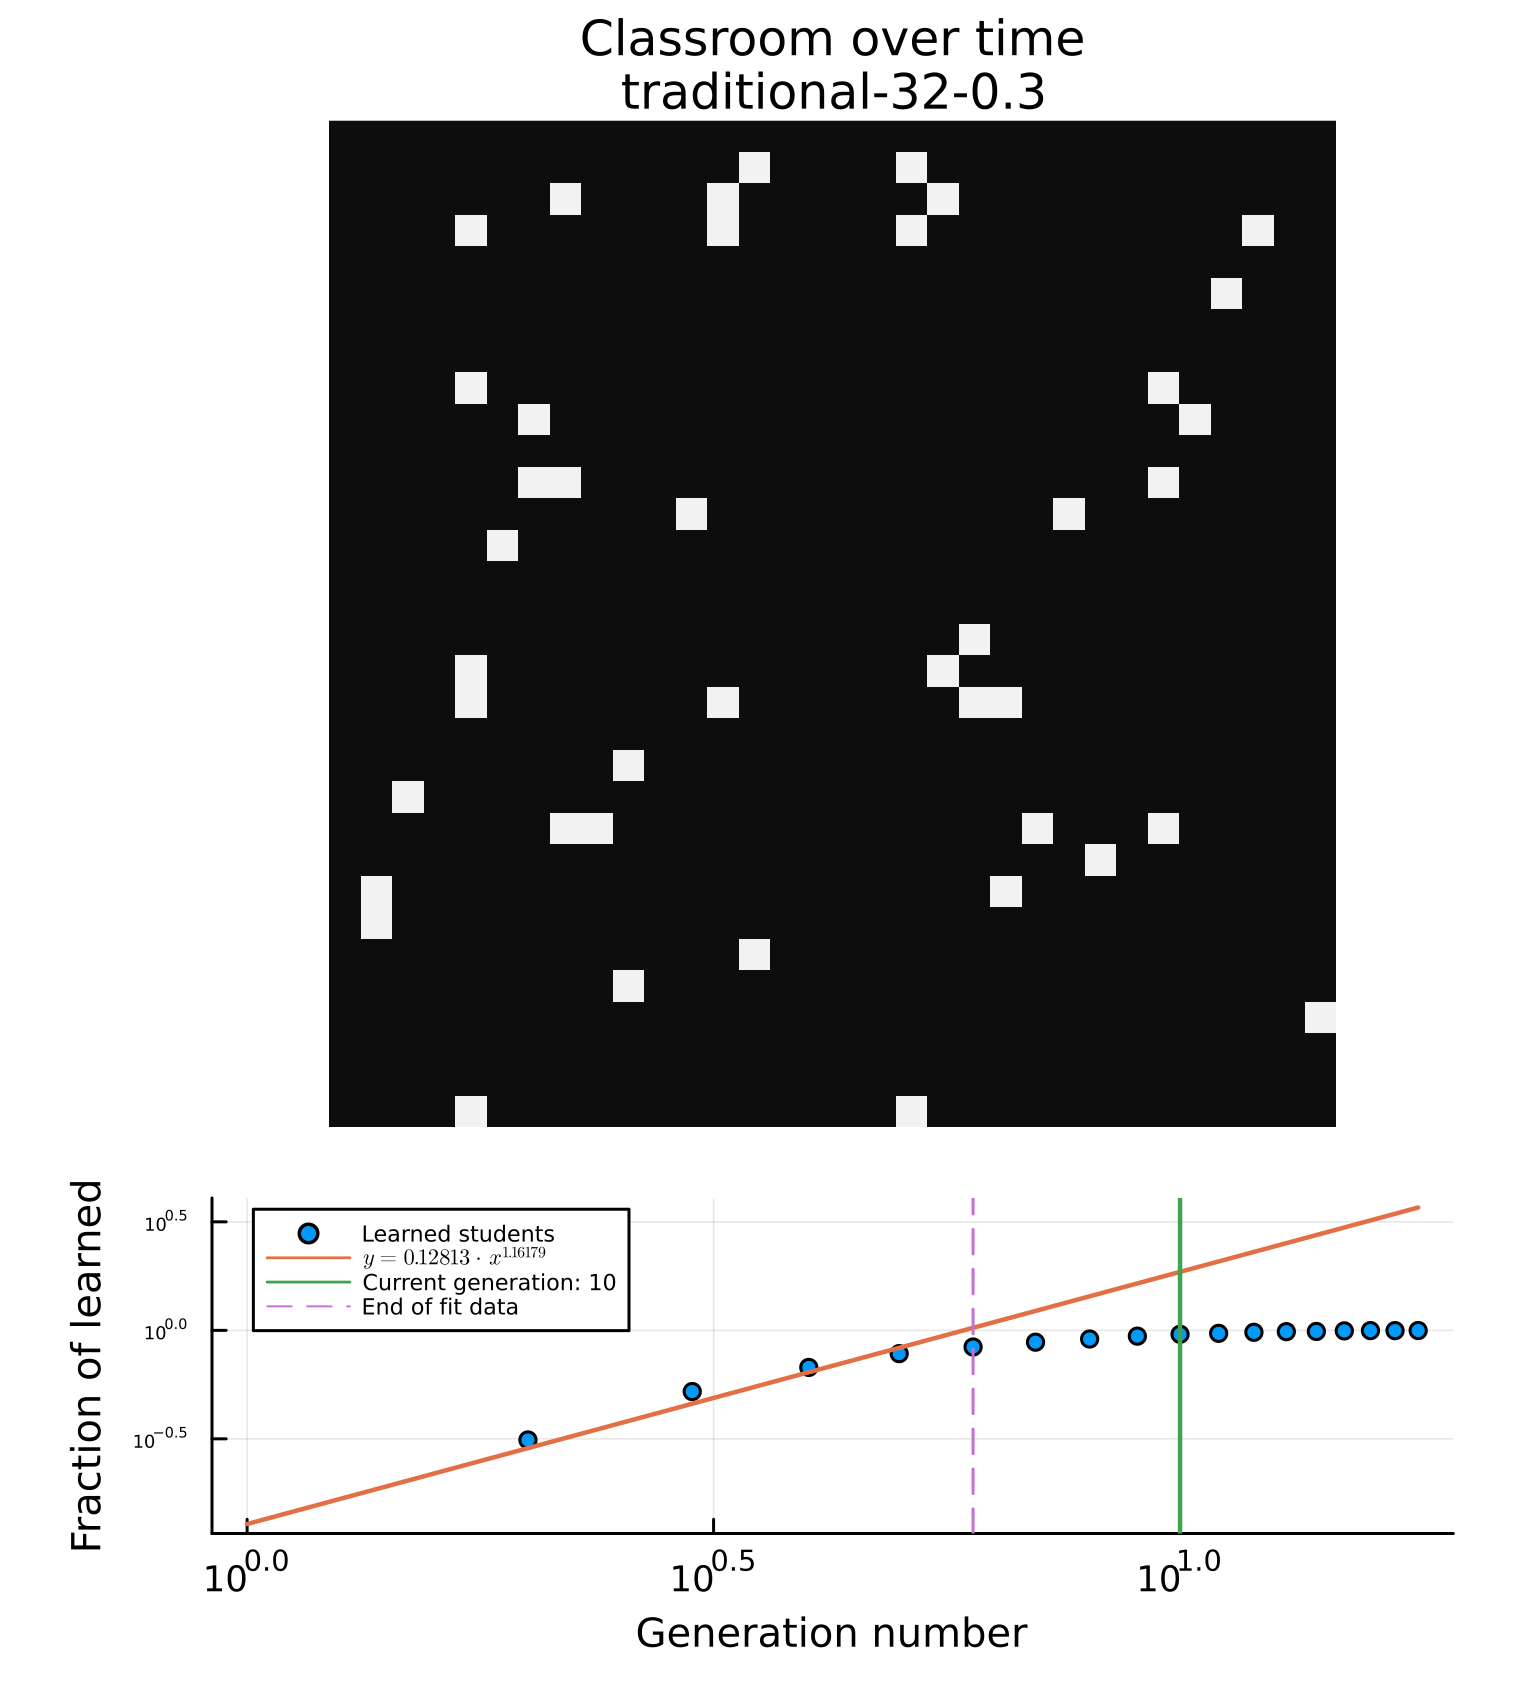 Classroom over time
traditional-32-0.3
Fraction of learned
10^0.5
10^0.0
10^−0.5
Learned students
y = 0.12813 · x^1.16179
Current generation: 10
End of fit data
10^0.0 10^0.5 10^1.0
Generation number